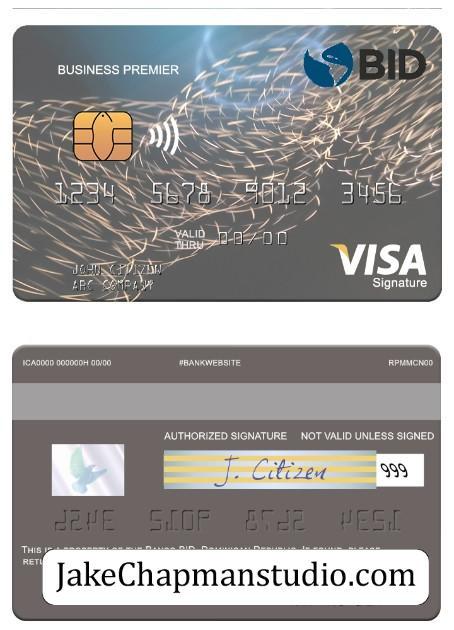 BID
BUSINESS PREMIER
1234 5678 9012 3456
VALID
THRU 00/00
JOHN CITIZEN
ABC COMPANY
VISA
Signature
ICA0000 000000H 00/00 #BANKWEBSITE RPMMCN00
AUTHORIZED SIGNATURE NOT VALID UNLESS SIGNED
J. Citizen 999
JakeChapmanstudio.com